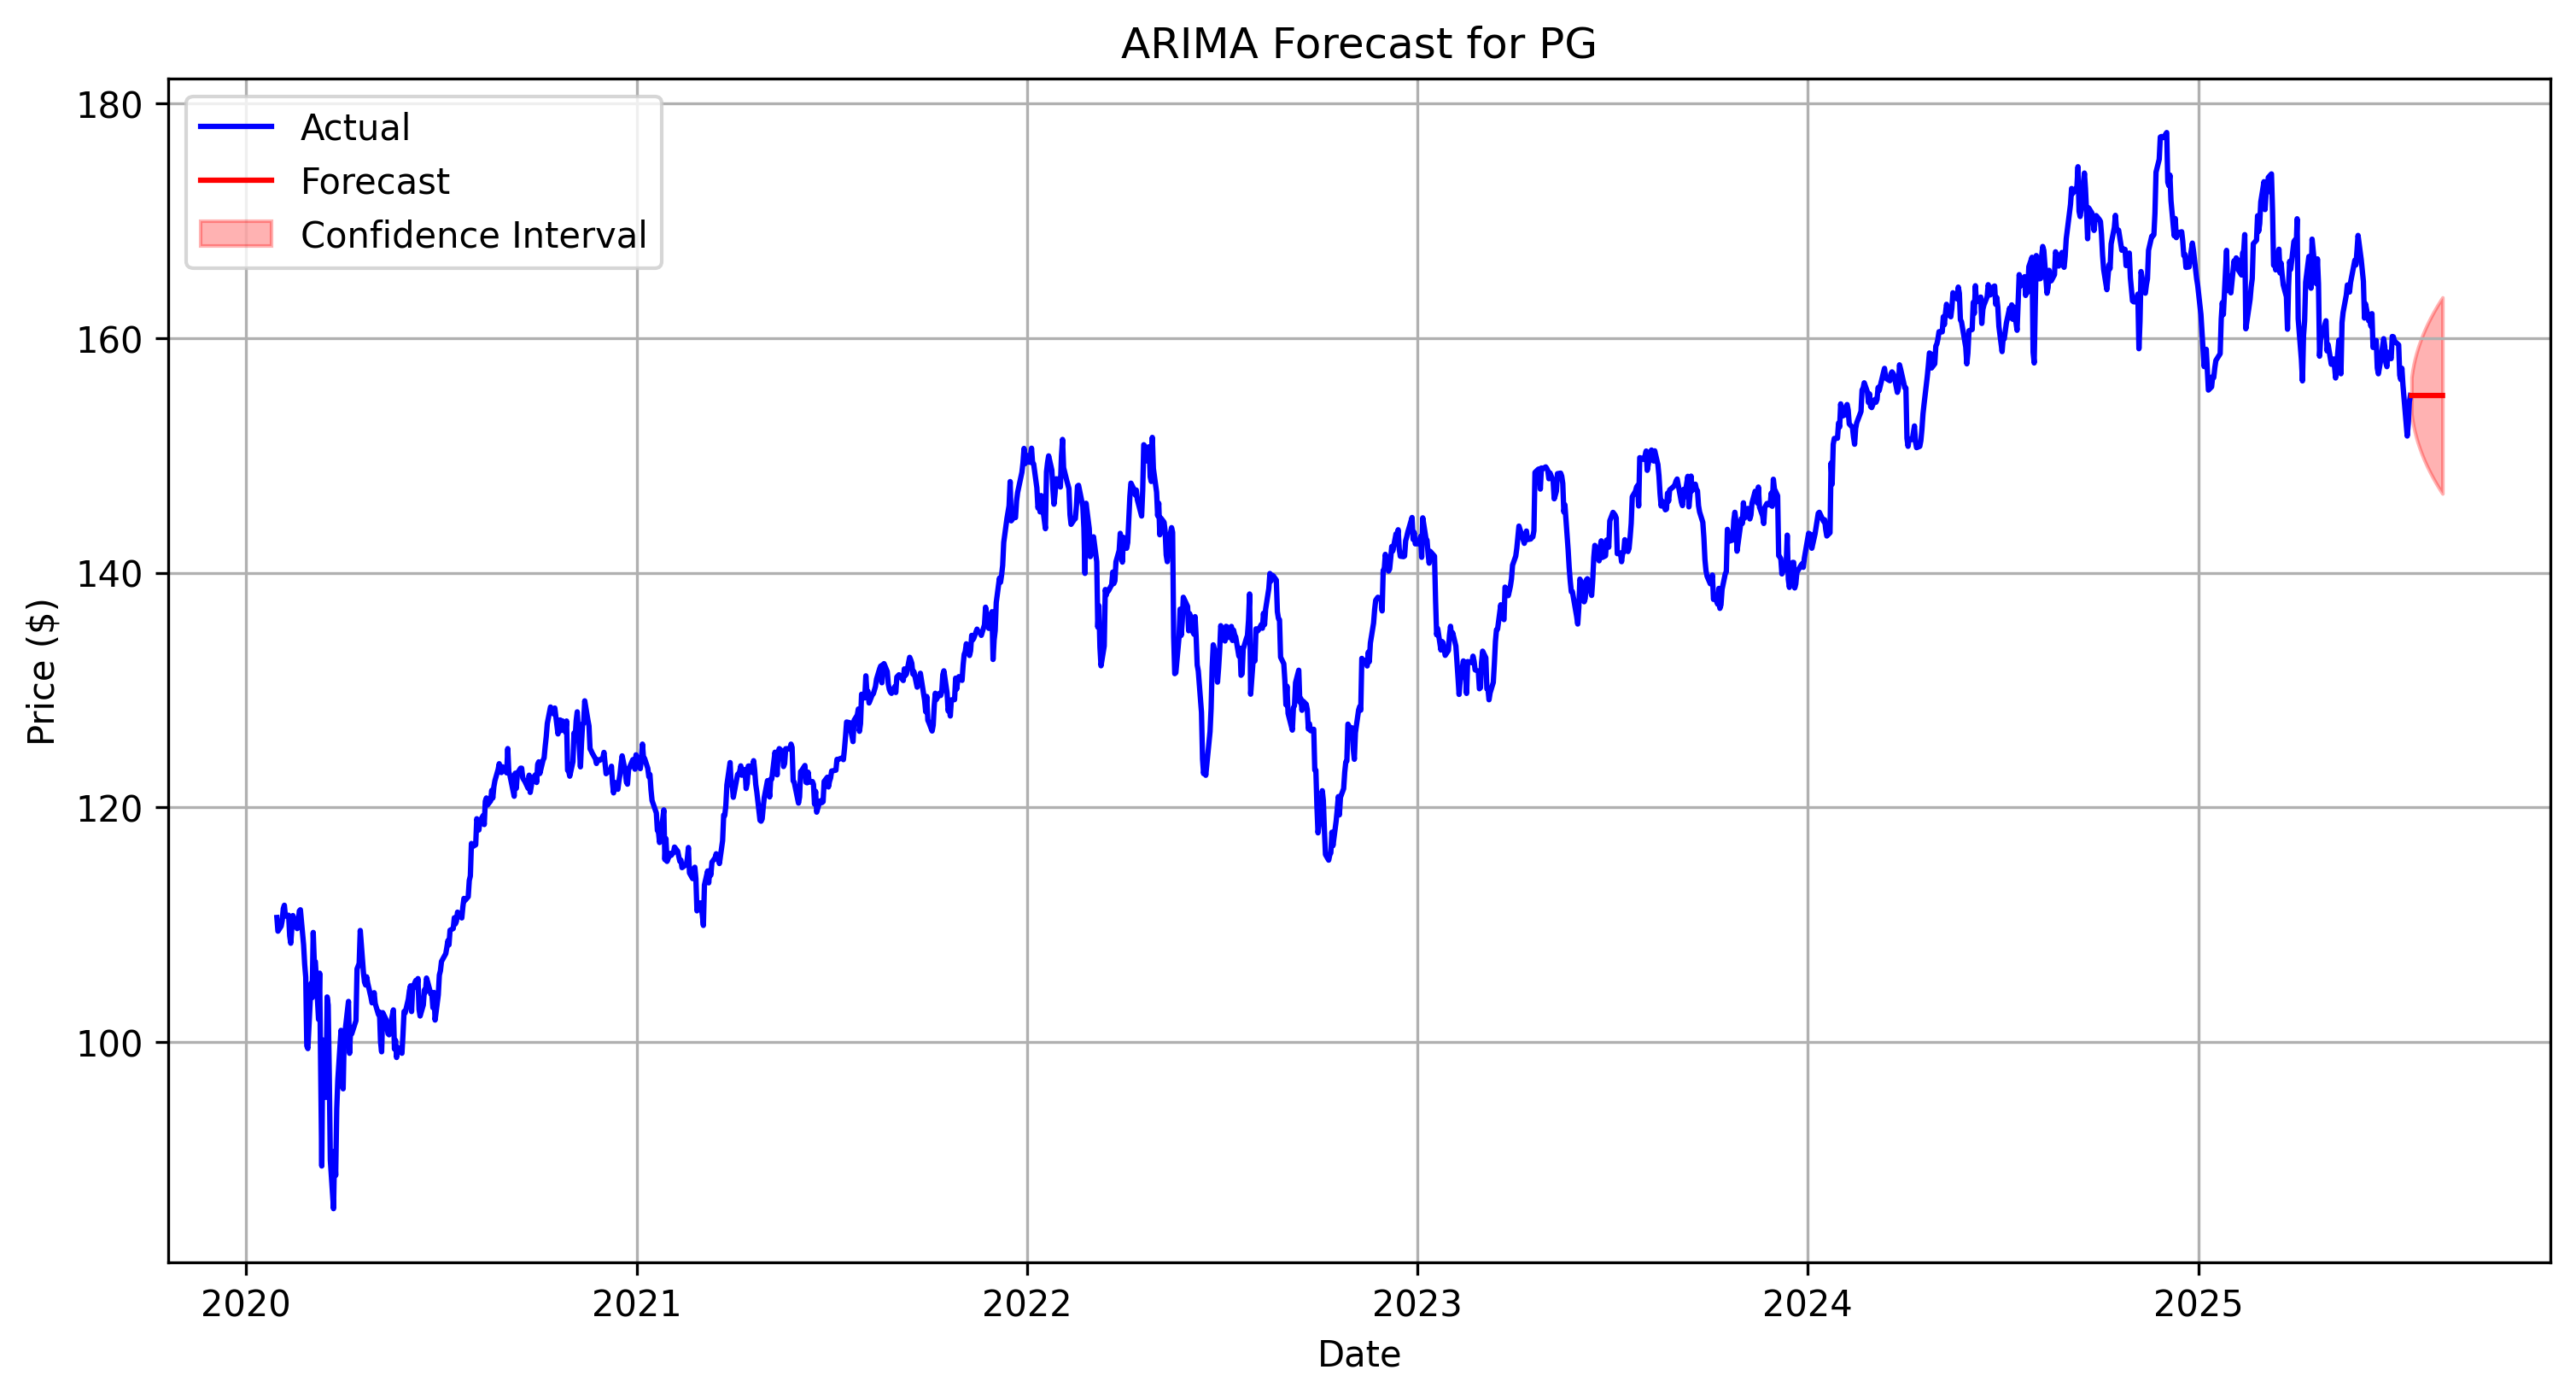 ARIMA Forecast for PG
Actual
Forecast
Confidence Interval
Price ($)
180
160
140
120
100
2020 2021 2022 2023 2024 2025
Date